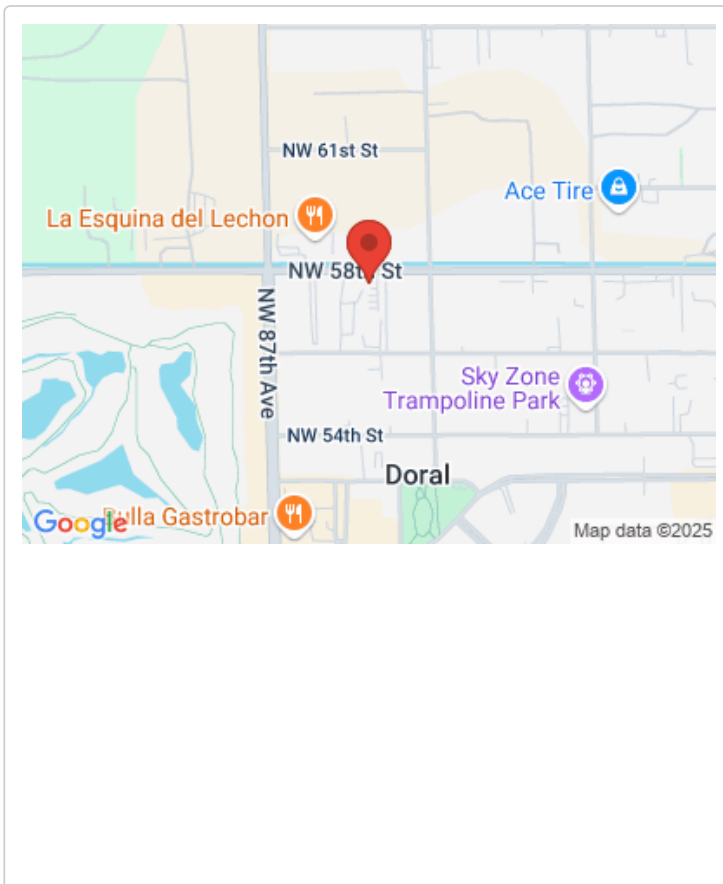 NW 61st St
Ace Tire
La Esquina del Lechon
NW 58th St
NW 87th Ave
Sky Zone
Trampoline Park
NW 54th St
Doral
Bulla Gastrobar
Google
Map data ©2025